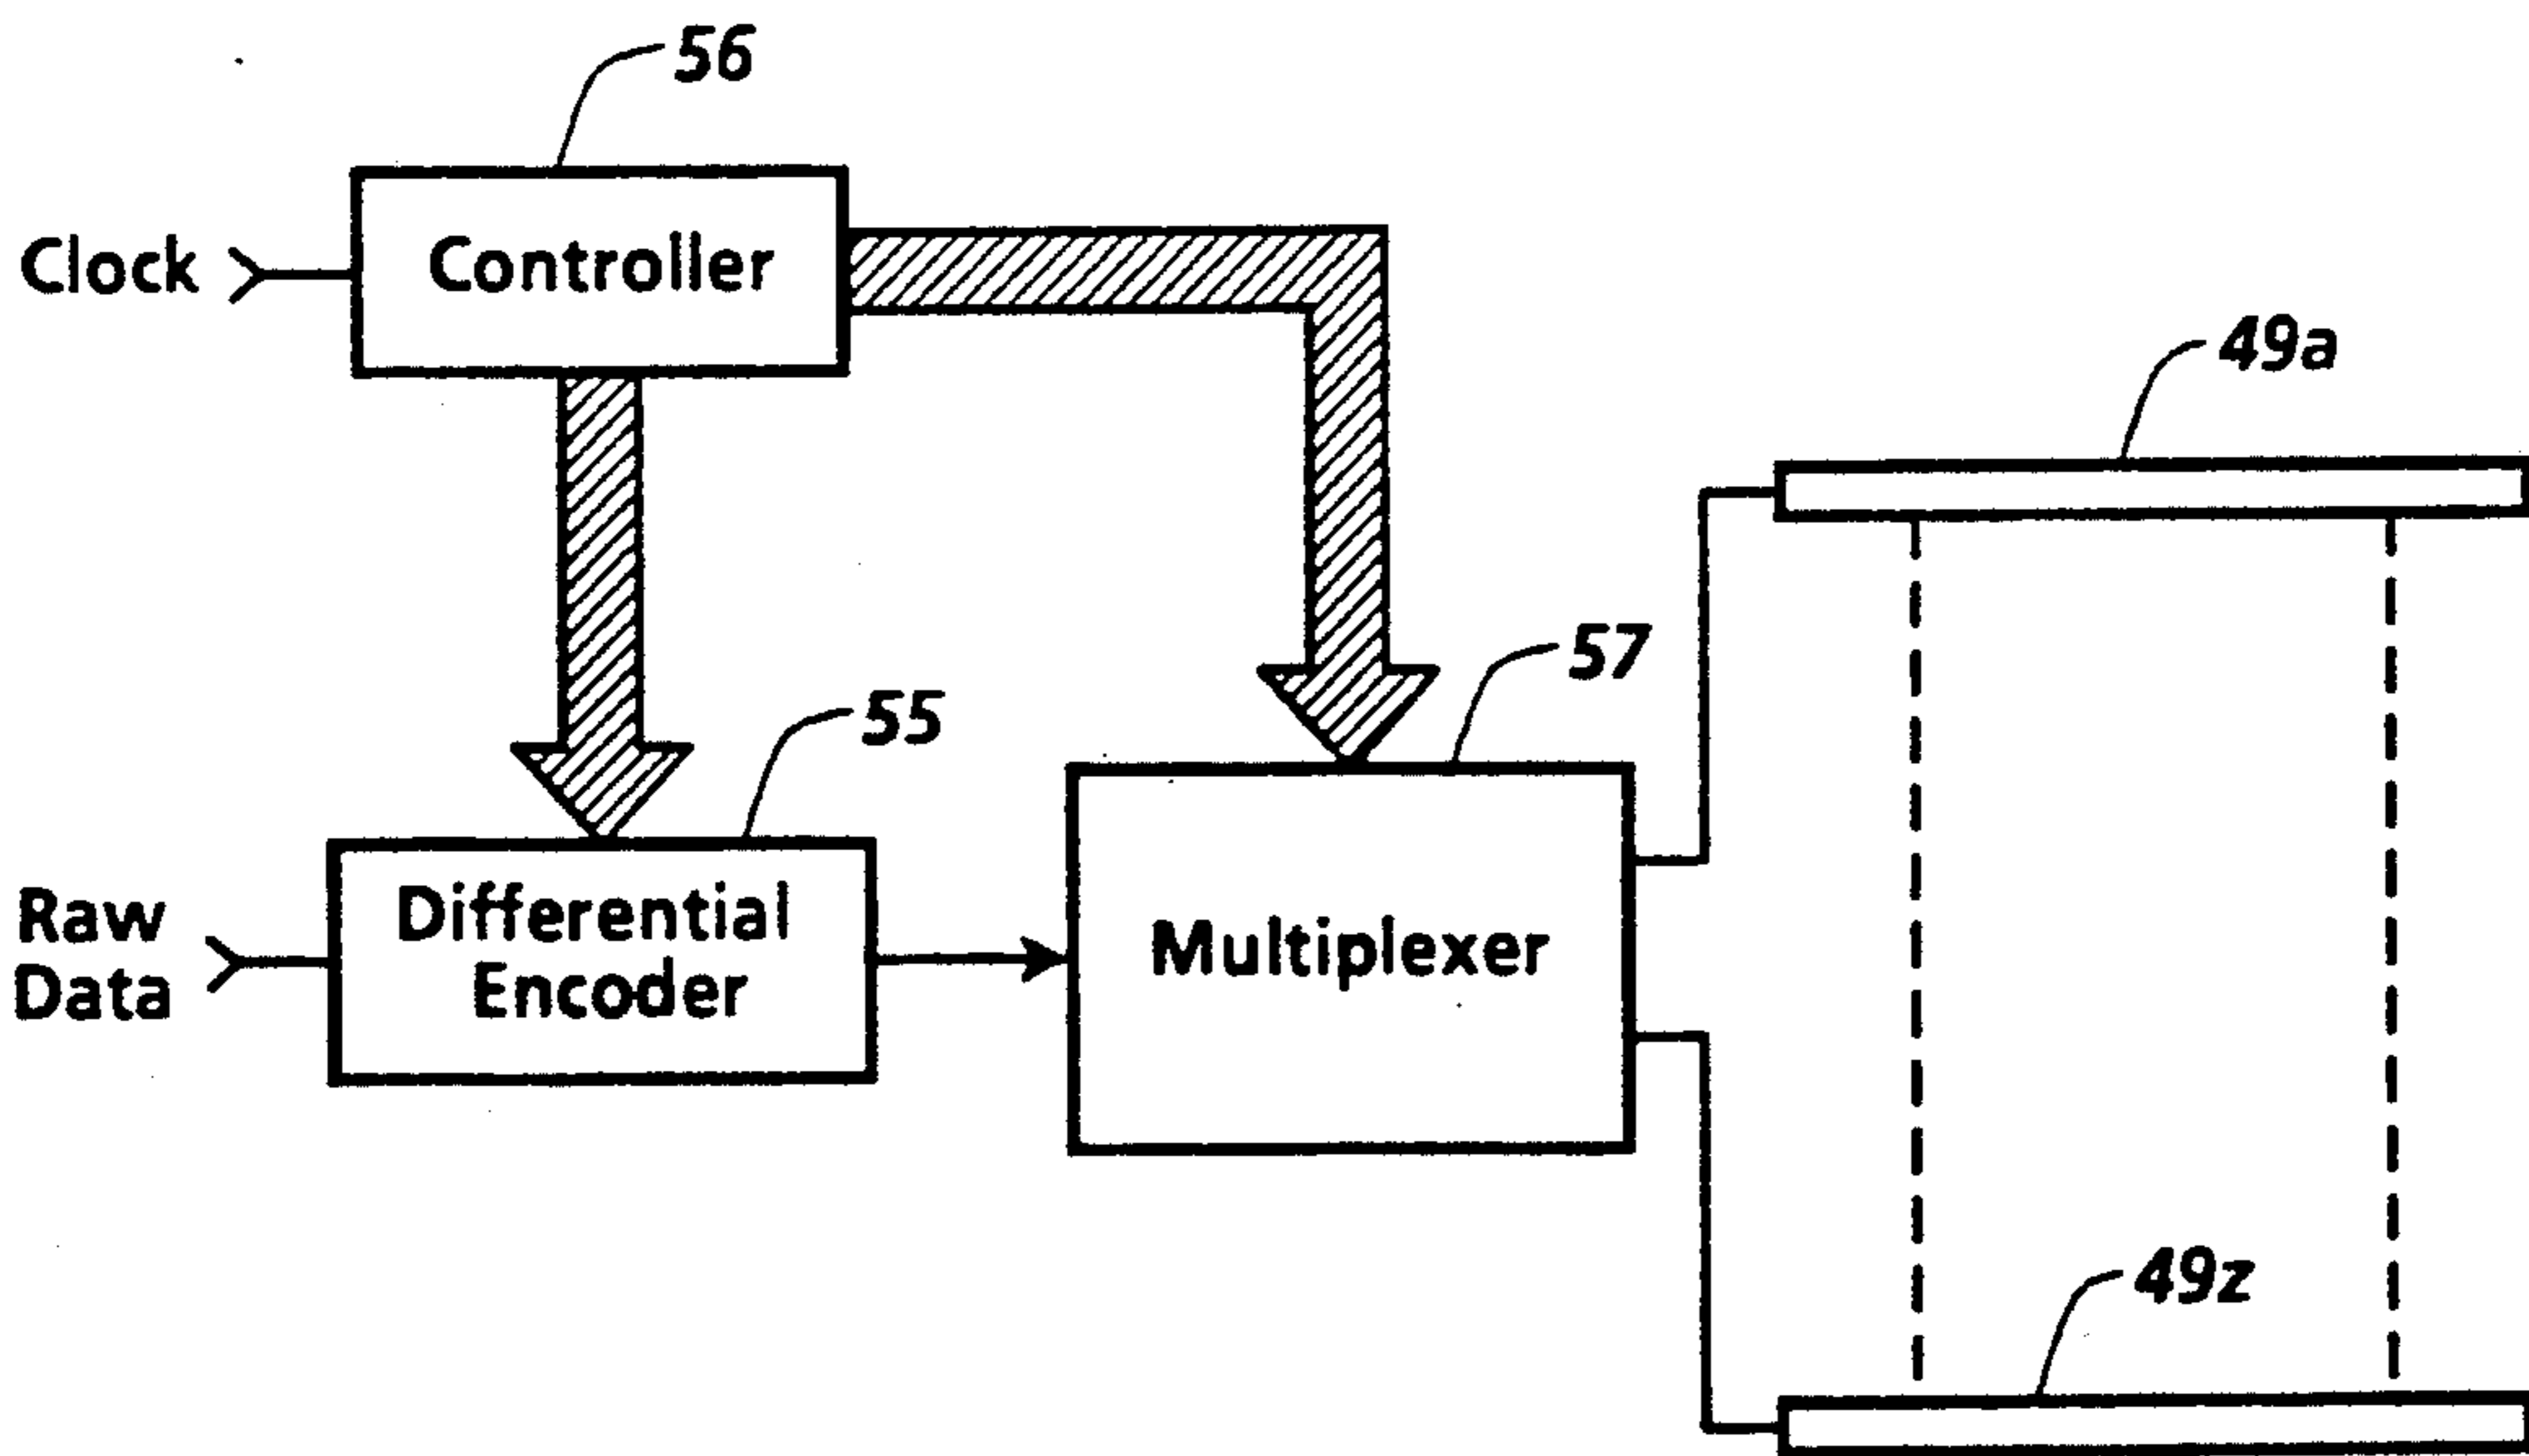 56
Clock
Controller
49a
57
55
Raw
Data
Differential
Encoder
Multiplexer
49z